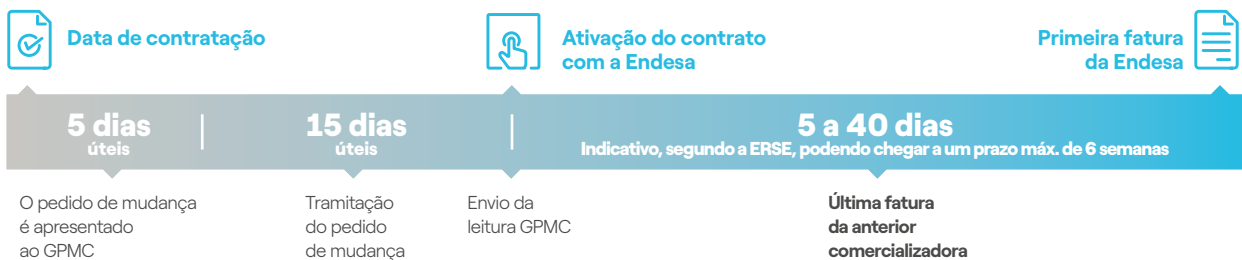 Data de contratação
Ativação do contrato
com a Endesa
Primeira fatura
da Endesa
5 dias
úteis
15 dias
úteis
5 a 40 dias
Indicativo, segundo a ERSE, podendo chegar a um prazo máx. de 6 semanas
O pedido de mudança
é apresentado
ao GPMC
Tramitação
do pedido
de mudança
Envio da
leitura GPMC
Última fatura
da anterior
comercializadora